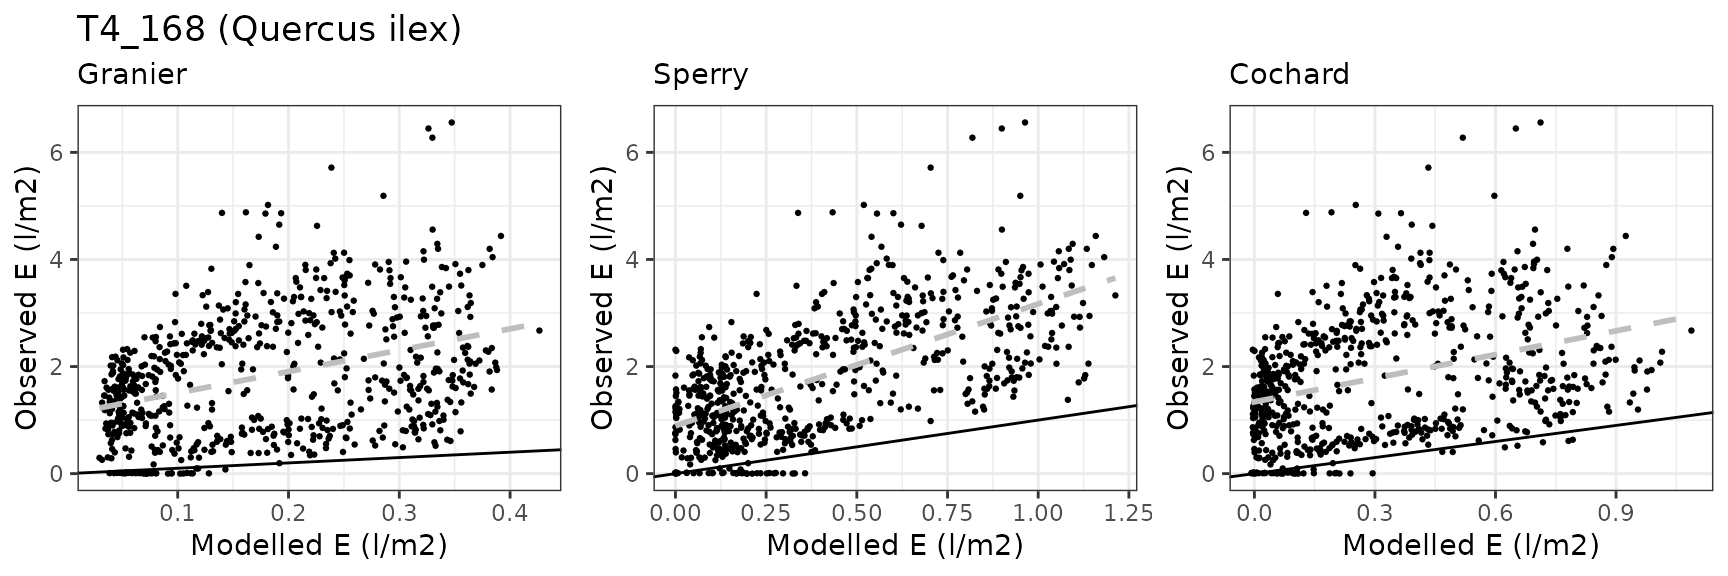 T4_168 (Quercus ilex)
Granier
Sperry
Cochard
Observed E (l/m2)
6
4
2
0
0.1 0.2 0.3 0.4
Modelled E (l/m2)
Observed E (l/m2)
6
4
2
0
0.00 0.25 0.50 0.75 1.00 1.25
Modelled E (l/m2)
Observed E (l/m2)
6
4
2
0
0.0 0.3 0.6 0.9
Modelled E (l/m2)